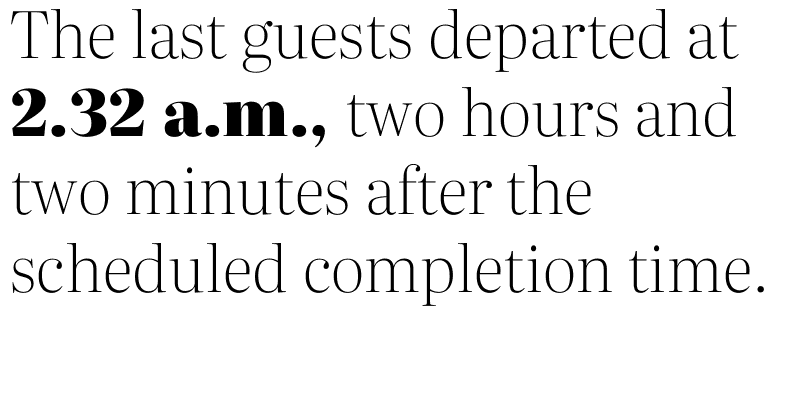 The last guests departed at
2.32 a.m., two hours and
two minutes after the
scheduled completion time.